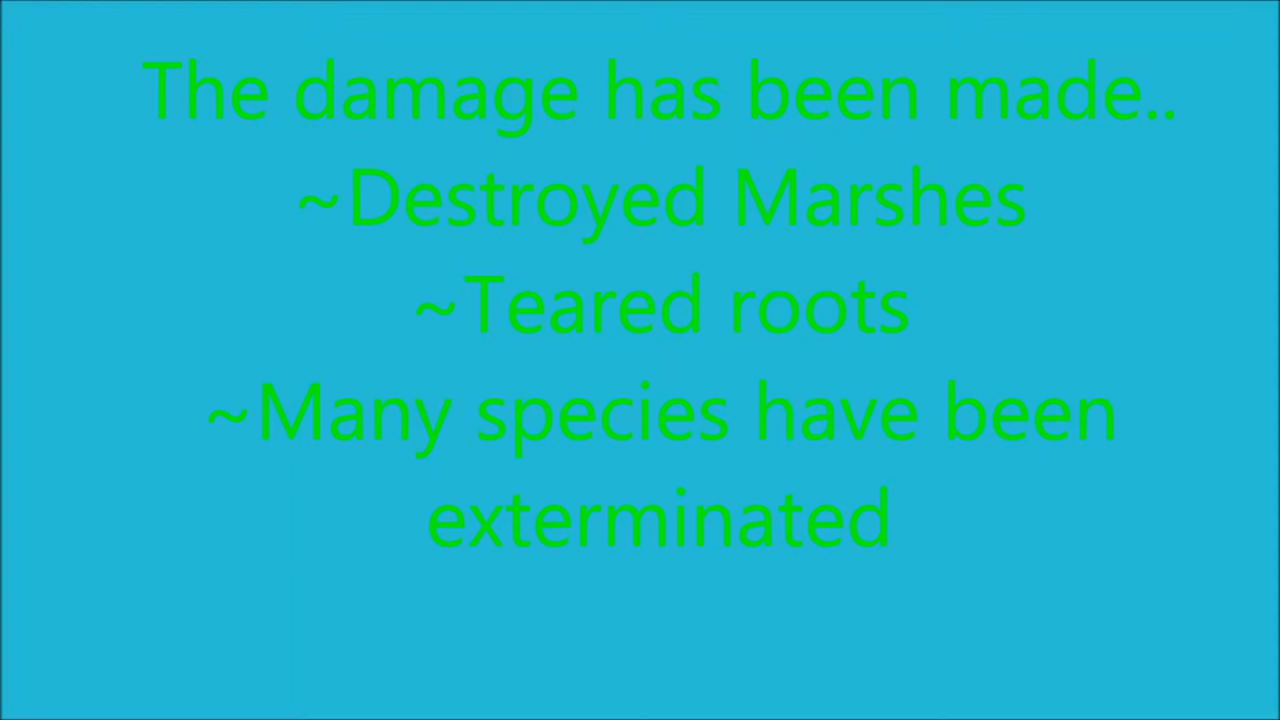 The damage has been made..
~Destroyed Marshes
~Teared roots
~Many species have been
exterminated